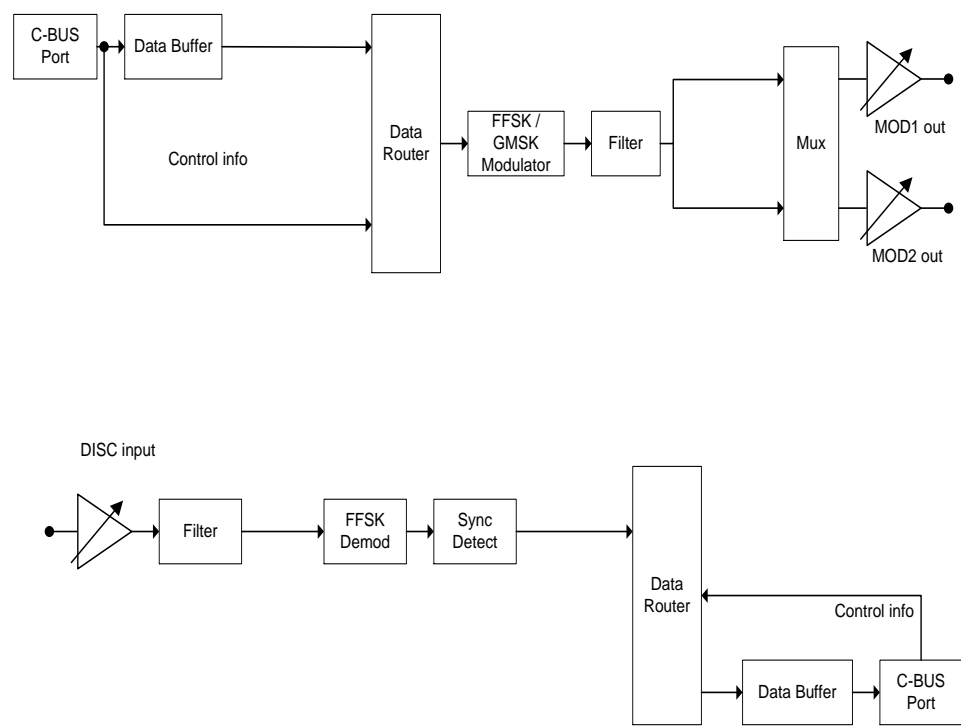 C-BUS
Port
Data Buffer
Control info
Data
Router
FFSK /
GMSK
Modulator
Filter
Mux
MOD1 out
MOD2 out
DISC input
Filter
FFSK
Demod
Sync
Detect
Data
Router
Control info
Data Buffer
C-BUS
Port